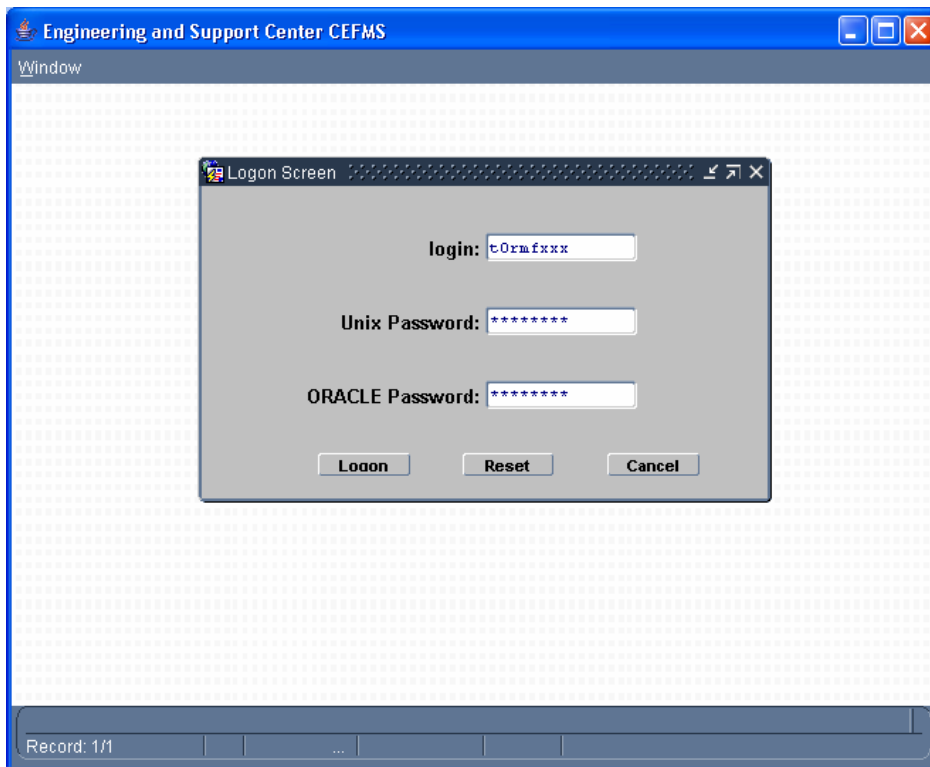 Engineering and Support Center CEFMS
Window
Logon Screen
login: t0rmfxxx
Unix Password: ********
ORACLE Password: ********
Logon Reset Cancel
Record: 1/1 ...